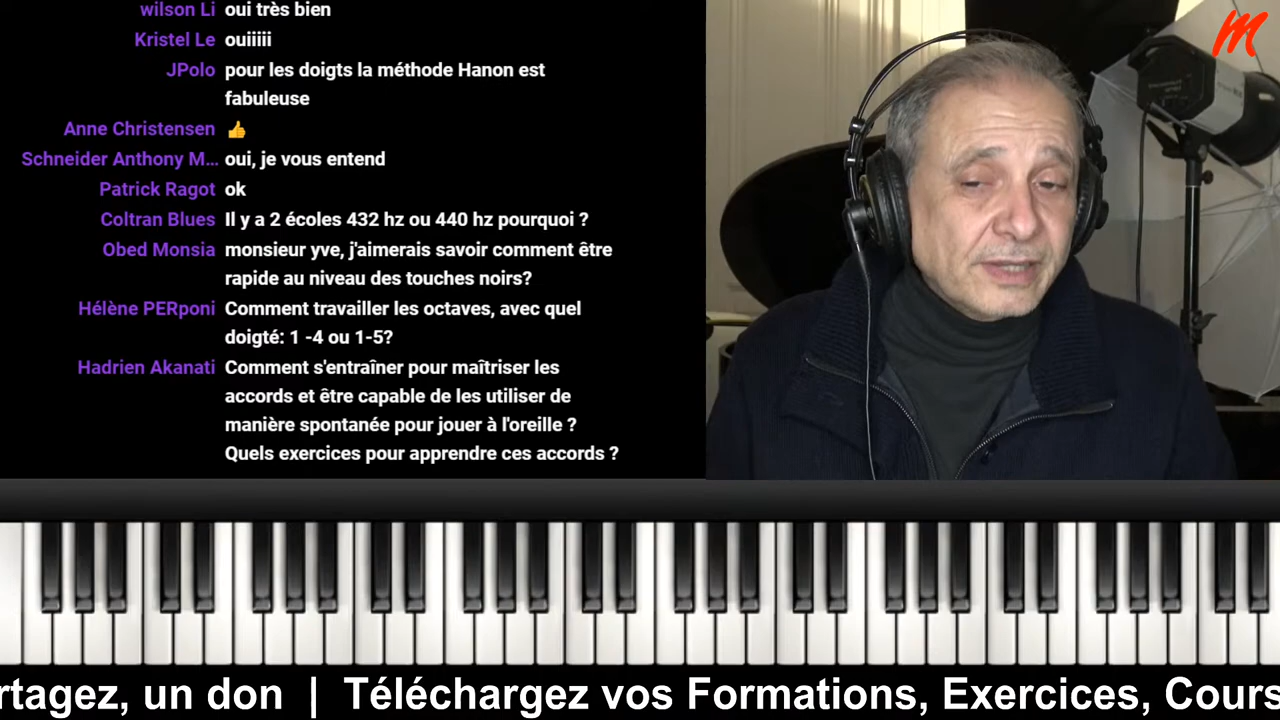 wilson Li oui très bien
Kristel Le ouiiiii
JPolo pour les doigts la méthode Hanon est
fabuleuse
Anne Christensen 👍
Schneider Anthony M... oui, je vous entend
Patrick Ragot ok
Coltran Blues Il y a 2 écoles 432 hz ou 440 hz pourquoi ?
Obed Monsia monsieur yve, j'aimerais savoir comment être
rapide au niveau des touches noirs?
Hélène PERponi Comment travailler les octaves, avec quel
doigté: 1 -4 ou 1-5?
Hadrien Akanati Comment s'entraîner pour maîtriser les
accords et être capable de les utiliser de
manière spontanée pour jouer à l'oreille ?
Quels exercices pour apprendre ces accords ?
M
rtagez, un don | Téléchargez vos Formations, Exercices, Cours